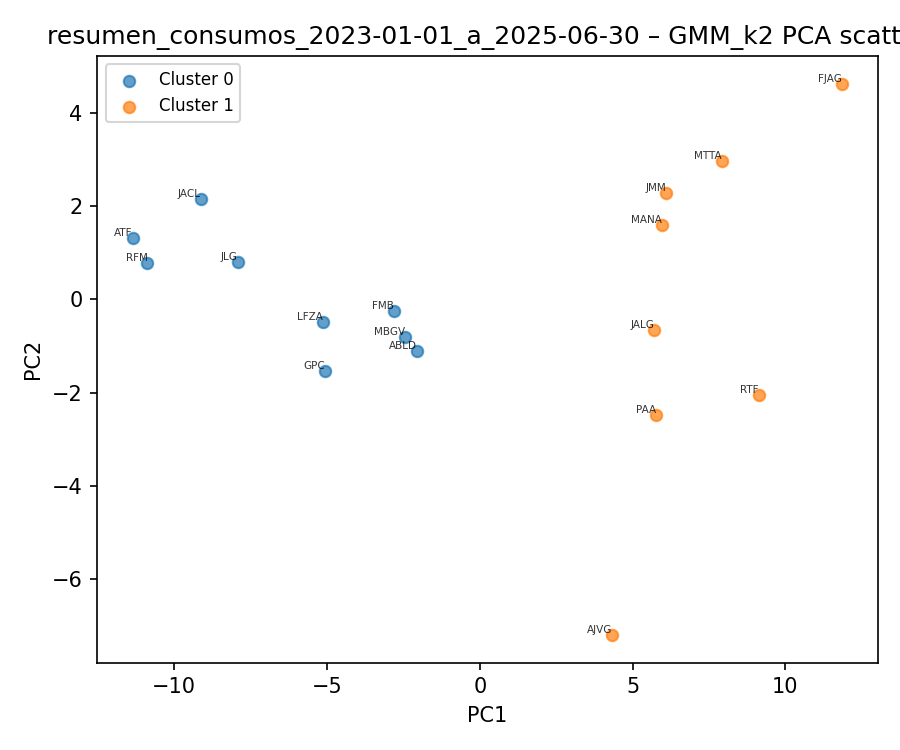 resumen_consumos_2023-01-01_a_2025-06-30 – GMM_k2 PCA scatt
Cluster 0
Cluster 1
FJAG
MTTA
JMM
MANA
JACL
ATF
RFM
JLG
FMB
LFZA
MBGV
ABLD
GPC
JALG
RTF
PAA
AJVG
4
2
0
−2
−4
−6
PC2
−10
−5
0
5
10
PC1